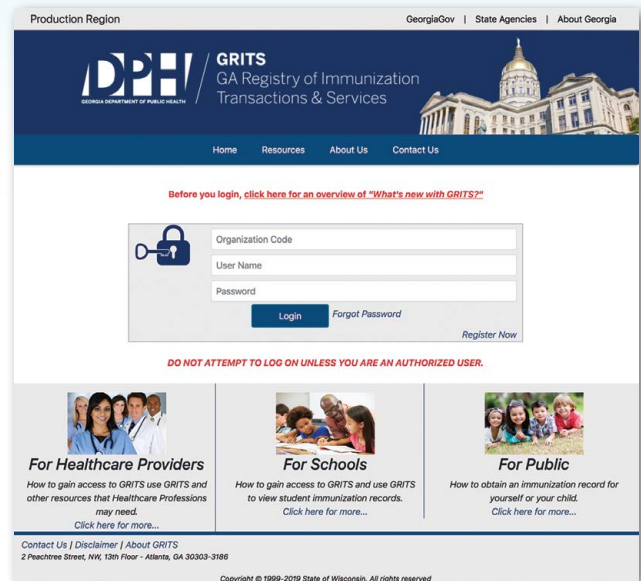 Production Region
GeorgiaGov | State Agencies | About Georgia
DPH
GEORGIA DEPARTMENT OF PUBLIC HEALTH
GRITS
GA Registry of Immunization
Transactions & Services
Home Resources About Us Contact Us
Before you login, click here for an overview of "What's new with GRITS?"
Organization Code
User Name
Password
Login Forgot Password
Register Now
DO NOT ATTEMPT TO LOG ON UNLESS YOU ARE AN AUTHORIZED USER.
For Healthcare Providers
How to gain access to GRITS use GRITS and
other resources that Healthcare Professions
may need.
Click here for more...
For Schools
How to gain access to GRITS and use GRITS
to view student immunization records.
Click here for more...
For Public
How to obtain an immunization record for
yourself or your child.
Click here for more...
Contact Us | Disclaimer | About GRITS
2 Peachtree Street, NW, 13th Floor - Atlanta, GA 30303-3186
Copyright © 1999-2019 State of Wisconsin. All rights reserved